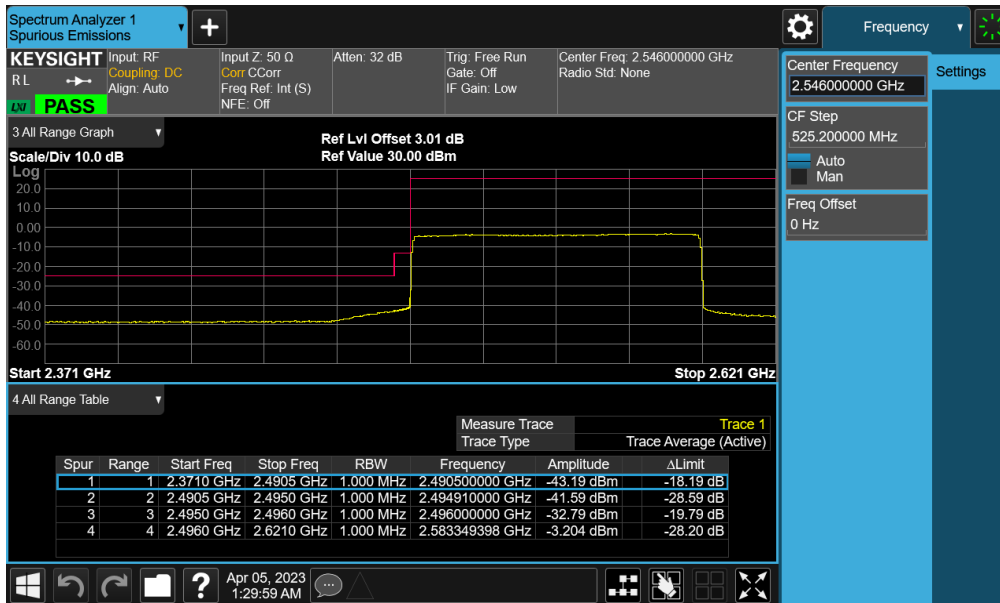 Spectrum Analyzer 1
Spurious Emissions
Frequency
KEYSIGHT
R L
LXI
PASS
Input: RF
Coupling: DC
Align: Auto
Input Z: 50 Ω
Corr CCorr
Freq Ref: Int (S)
NFE: Off
Atten: 32 dB
Trig: Free Run
Gate: Off
IF Gain: Low
Center Freq: 2.546000000 GHz
Radio Std: None
Center Frequency
2.546000000 GHz
Settings
CF Step
525.200000 MHz
Auto
Man
Freq Offset
0 Hz
3 All Range Graph
Ref Lvl Offset 3.01 dB
Scale/Div 10.0 dB
Ref Value 30.00 dBm
Log
20.0
10.0
0.00
-10.0
-20.0
-30.0
-40.0
-50.0
-60.0
Start 2.371 GHz
Stop 2.621 GHz
4 All Range Table
Measure Trace Trace 1
Trace Type Trace Average (Active)
Spur Range Start Freq Stop Freq RBW Frequency Amplitude ΔLimit
1 1 2.3710 GHz 2.4905 GHz 1.000 MHz 2.490500000 GHz -43.19 dBm -18.19 dB
2 2 2.4905 GHz 2.4950 GHz 1.000 MHz 2.494910000 GHz -41.59 dBm -28.59 dB
3 3 2.4950 GHz 2.4960 GHz 1.000 MHz 2.496000000 GHz -32.79 dBm -19.79 dB
4 4 2.4960 GHz 2.6210 GHz 1.000 MHz 2.583349398 GHz -3.204 dBm -28.20 dB
?
Apr 05, 2023
1:29:59 AM